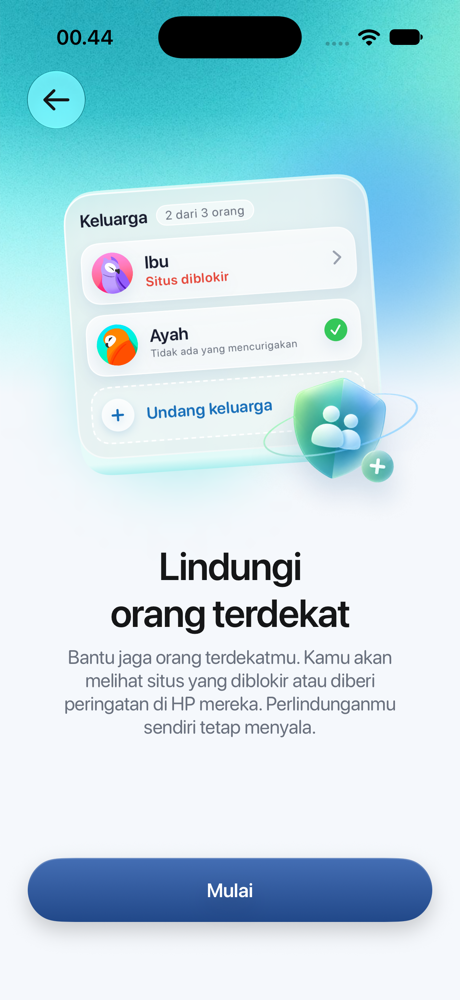 00.44
Keluarga
2 dari 3 orang
Ibu
Situs diblokir
Ayah
Tidak ada yang mencurigakan
Undang keluarga
Lindungi
orang terdekat
Bantu jaga orang terdekatmu. Kamu akan
melihat situs yang diblokir atau diberi
peringatan di HP mereka. Perlindunganmu
sendiri tetap menyala.
Mulai